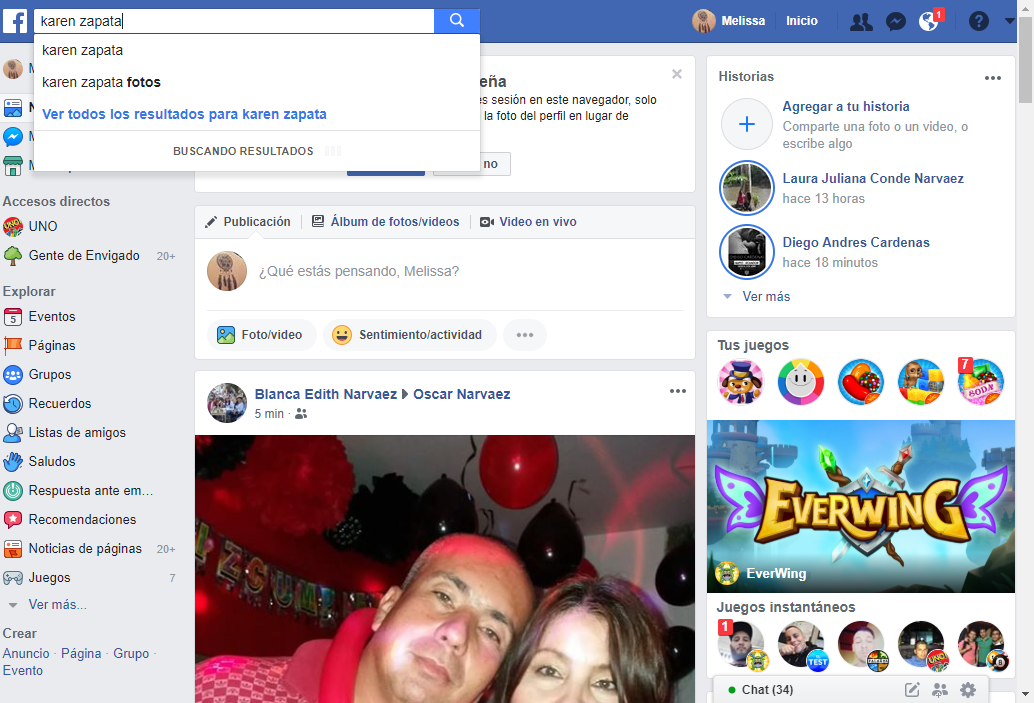 karen zapata
Melissa
Inicio
1
karen zapata
karen zapata fotos
Ver todos los resultados para karen zapata
BUSCANDO RESULTADOS
eña
es sesión en este navegador, solo
la foto del perfil en lugar de
no
Accesos directos
UNO
Gente de Envigado 20+
Explorar
Eventos
Páginas
Grupos
Recuerdos
Listas de amigos
Saludos
Respuesta ante em...
Recomendaciones
Noticias de páginas 20+
Juegos 7
Ver más...
Crear
Anuncio · Página · Grupo ·
Evento
Publicación
Álbum de fotos/videos
Video en vivo
¿Qué estás pensando, Melissa?
Foto/video
Sentimiento/actividad
Blanca Edith Narvaez Oscar Narvaez
5 min ·
Historias
Agregar a tu historia
Comparte una foto o un video, o
escribe algo
Laura Juliana Conde Narvaez
hace 13 horas
Diego Andres Cardenas
hace 18 minutos
Ver más
Tus juegos
7
SODA
EVERWING
EverWing
Juegos instantáneos
1
TEST
UNO
8
Chat (34)